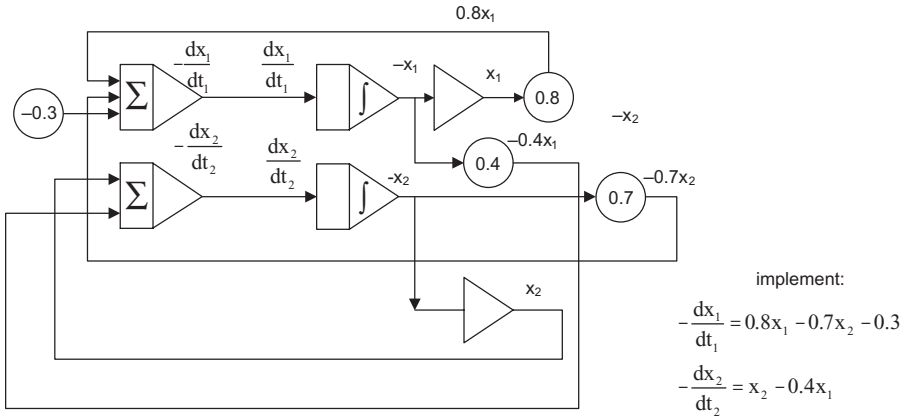 0.8x₁
-dx₁/dt₁
dx₁/dt₁
–x₁
x₁
0.8
Σ
∫
–0.3
–x₂
-dx₂/dt₂
dx₂/dt₂
–0.4x₁
0.4
Σ
∫
-x₂
–0.7x₂
0.7
x₂
implement:
-dx₁/dt₁ = 0.8x₁ - 0.7x₂ - 0.3
-dx₂/dt₂ = x₂ - 0.4x₁